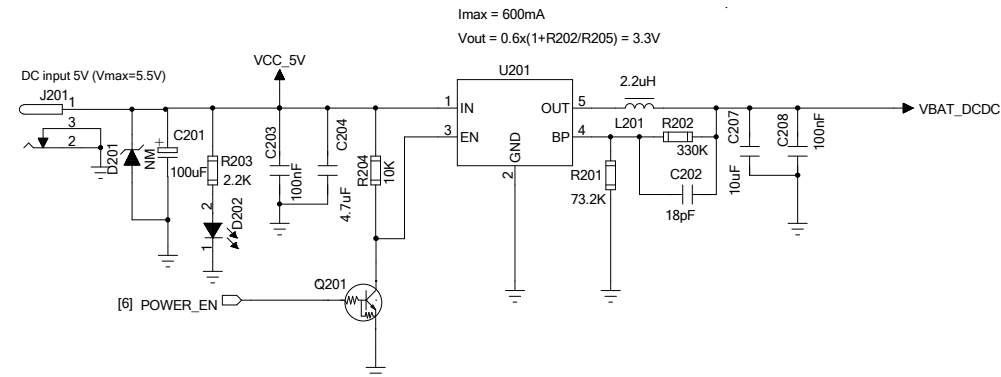 Imax = 600mA
Vout = 0.6x(1+R202/R205) = 3.3V
VCC_5V
U201
DC input 5V (Vmax=5.5V)
J201
1
3
2
D201
NM
+
C201
100uF
R203
2.2K
2
D202
1
C203
100nF
C204
4.7uF
R204
10K
1
IN
3
EN
GND
2
OUT
5
BP
4
2.2uH
L201
R202
330K
R201
73.2K
C202
18pF
C207
10uF
C208
100nF
VBAT_DCDC
Q201
[6] POWER_EN